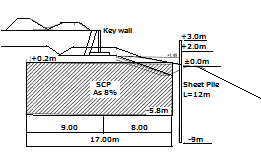 Key wall
+3.0m
+2.0m
+0.2m
±0.0m
SCP
As 8%
Sheet Pile
L=12m
-5.8m
9.00
8.00
17.00m
-9m